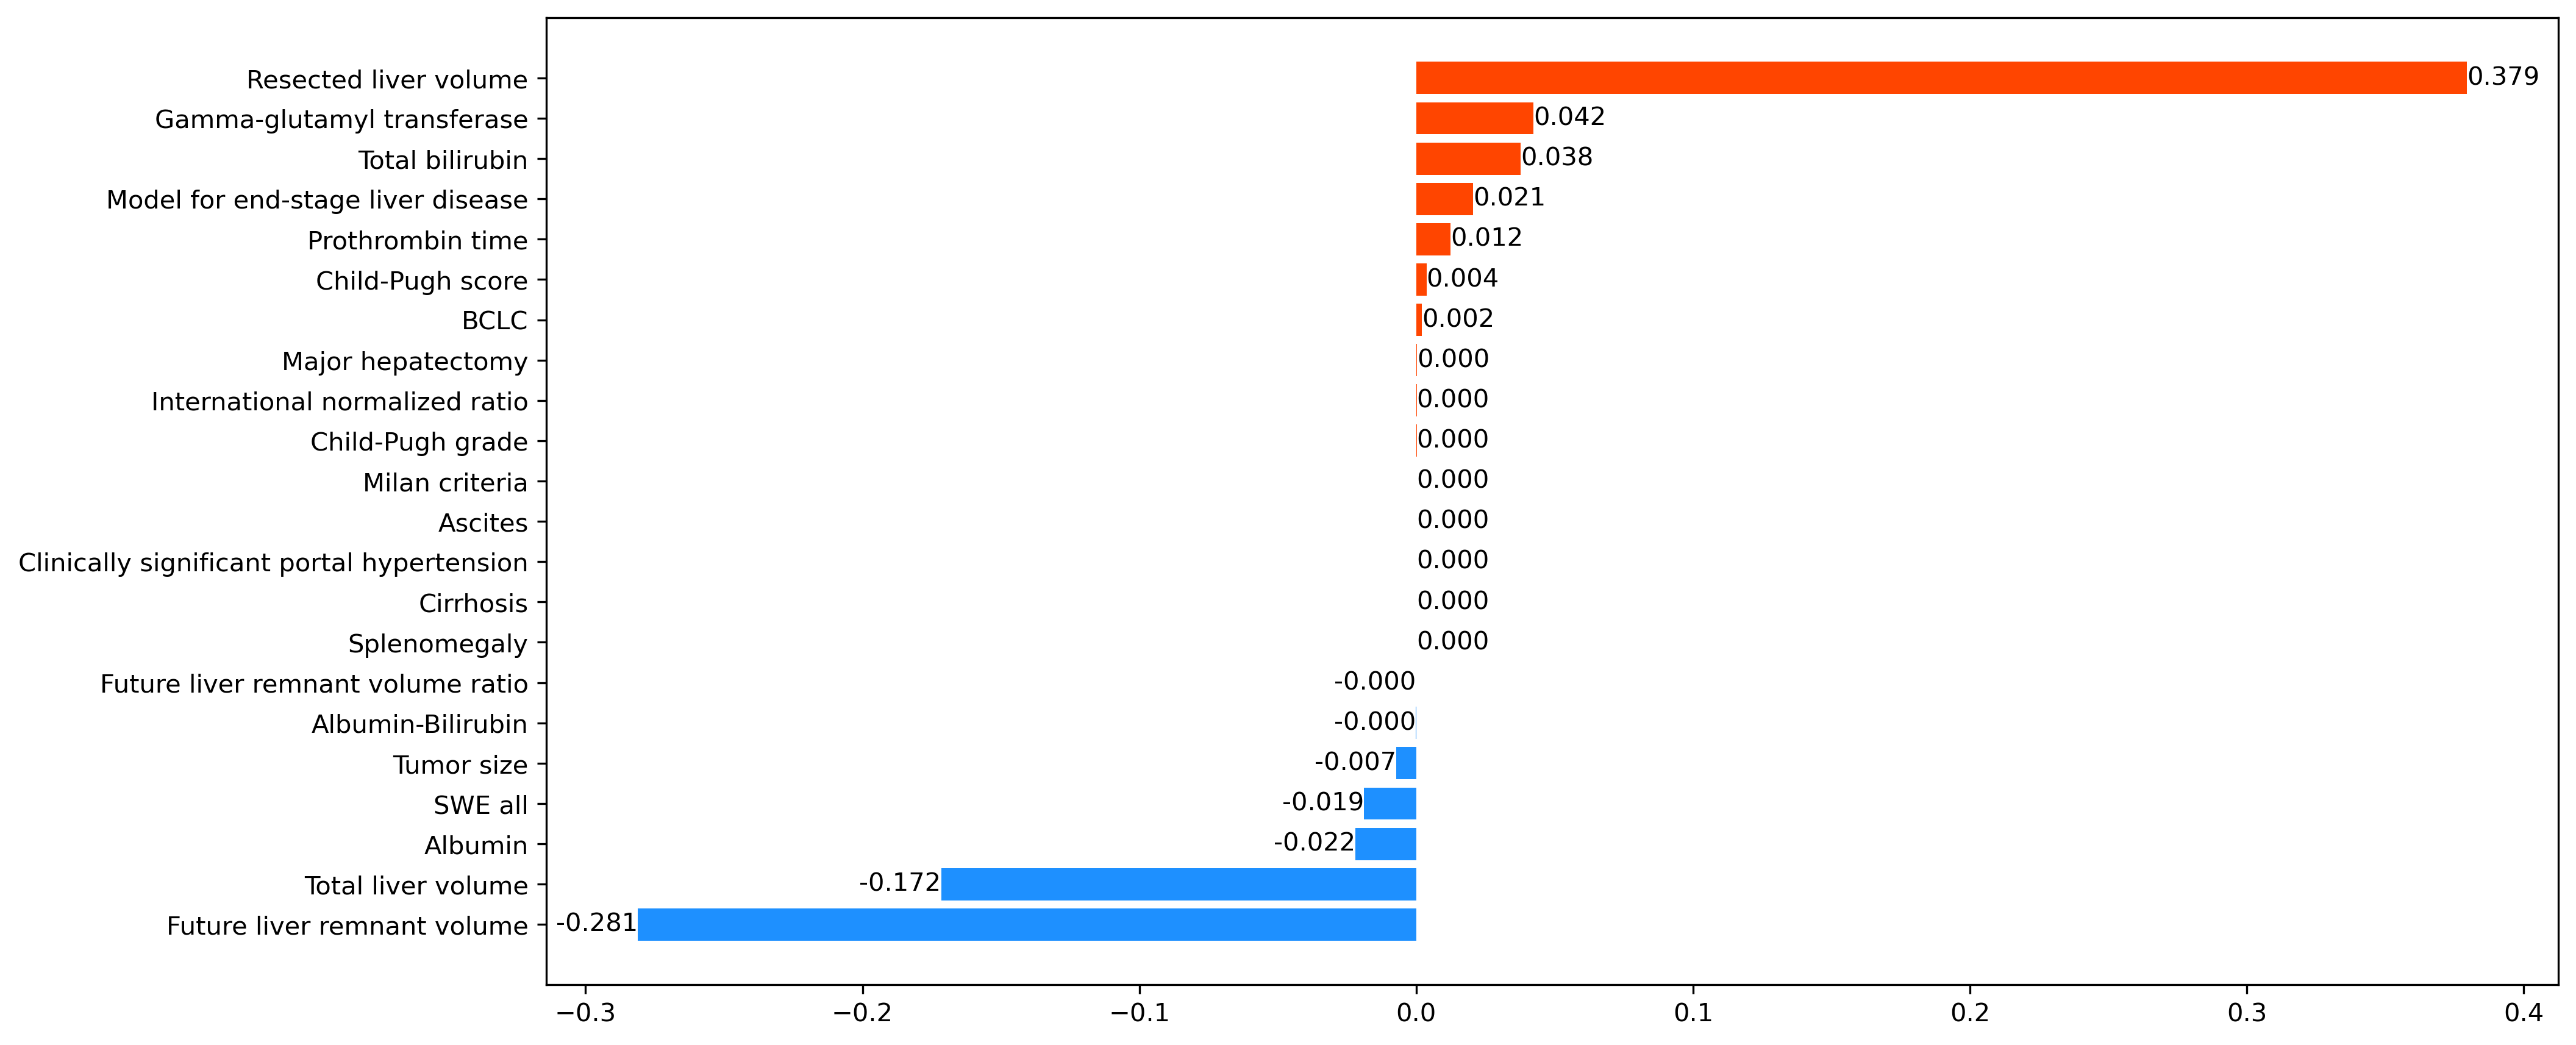 Resected liver volume 0.379
Gamma-glutamyl transferase 0.042
Total bilirubin 0.038
Model for end-stage liver disease 0.021
Prothrombin time 0.012
Child-Pugh score 0.004
BCLC 0.002
Major hepatectomy 0.000
International normalized ratio 0.000
Child-Pugh grade 0.000
Milan criteria 0.000
Ascites 0.000
Clinically significant portal hypertension 0.000
Cirrhosis 0.000
Splenomegaly 0.000
Future liver remnant volume ratio -0.000
Albumin-Bilirubin -0.000
Tumor size -0.007
SWE all -0.019
Albumin -0.022
Total liver volume -0.172
Future liver remnant volume -0.281
−0.3 −0.2 −0.1 0.0 0.1 0.2 0.3 0.4